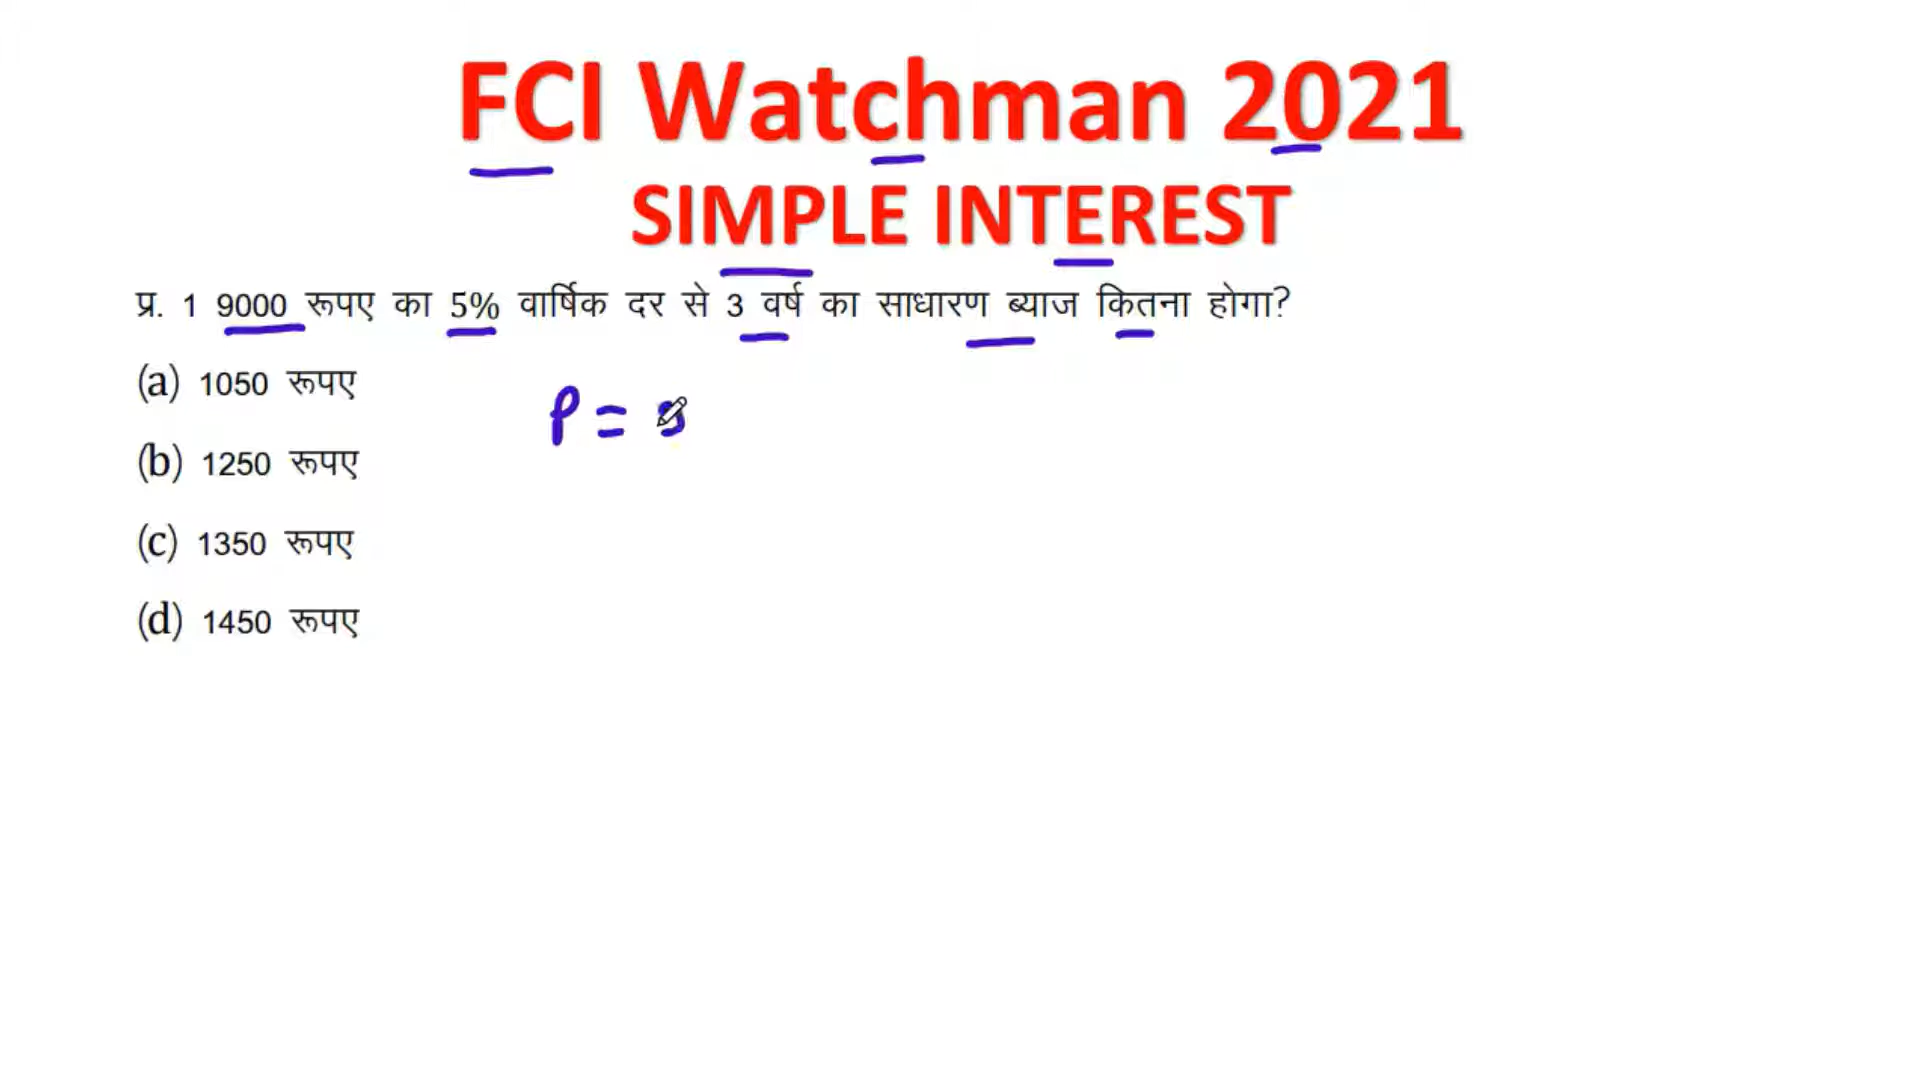 FCI Watchman 2021
SIMPLE INTEREST
प्र. 1 9000 रूपए का 5% वार्षिक दर से 3 वर्ष का साधारण ब्याज कितना होगा?
(a) 1050 रूपए
P =
(b) 1250 रूपए
(c) 1350 रूपए
(d) 1450 रूपए